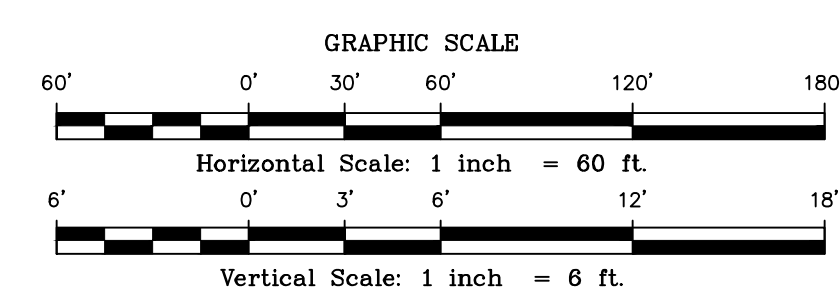 GRAPHIC SCALE
60' 0' 30' 60' 120' 180
Horizontal Scale: 1 inch = 60 ft.
6' 0' 3' 6' 12' 18'
Vertical Scale: 1 inch = 6 ft.